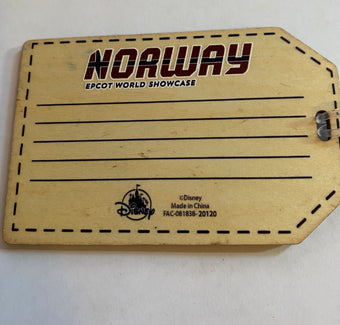 NORWAY
EPCOT WORLD SHOWCASE
Disney
©Disney
Made in China
FAC-081838-20120